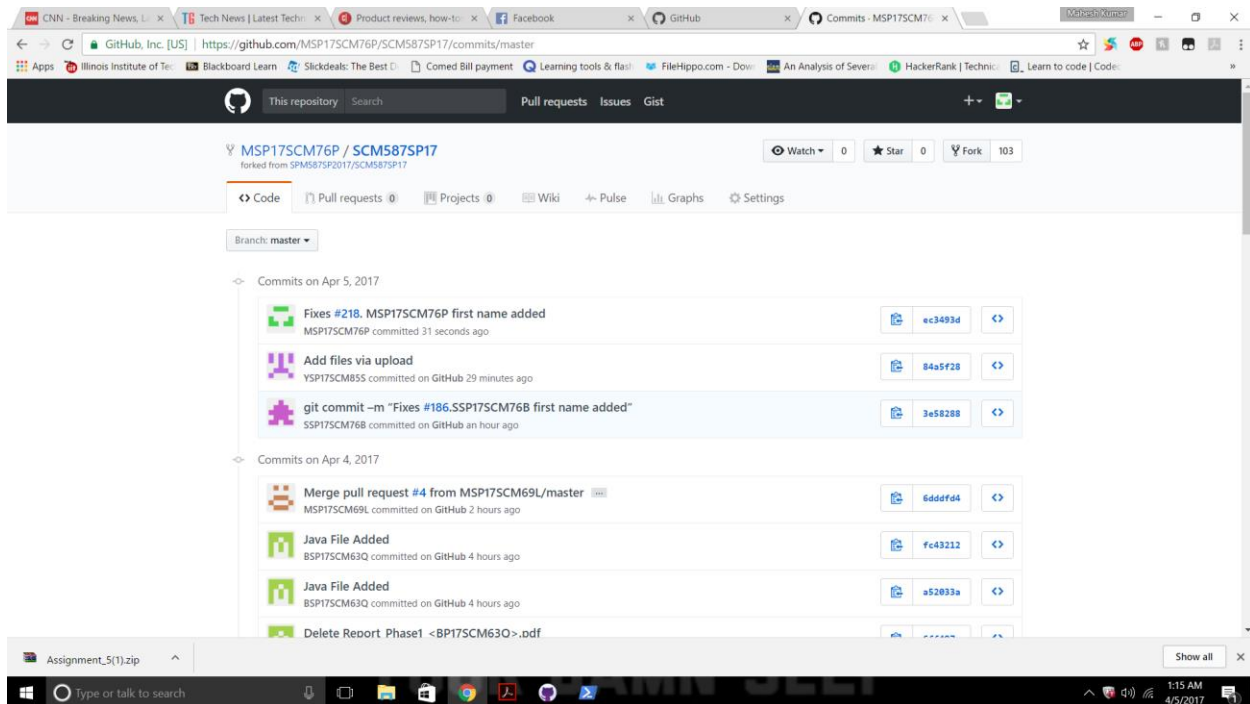 CNN - Breaking News, L
Tech News | Latest Techn
Product reviews, how-to
Facebook
GitHub
Commits - MSP17SCM76
Mahesh Kumar
GitHub, Inc. [US] | https://github.com/MSP17SCM76P/SCM587SP17/commits/master
Apps Illinois Institute of Tec Blackboard Learn Slickdeals: The Best D Comed Bill payment Learning tools & flash FileHippo.com - Down An Analysis of Several HackerRank | Technic Learn to code | Codec »
This repository Search Pull requests Issues Gist
MSP17SCM76P / SCM587SP17
forked from SPM587SP2017/SCM587SP17
Watch 0 Star 0 Fork 103
Code Pull requests 0 Projects 0 Wiki Pulse Graphs Settings
Branch: master
Commits on Apr 5, 2017
Fixes #218. MSP17SCM76P first name added
MSP17SCM76P committed 31 seconds ago
ec3493d
Add files via upload
YSP17SCM85S committed on GitHub 29 minutes ago
84a5f28
git commit –m "Fixes #186.SSP17SCM76B first name added"
SSP17SCM76B committed on GitHub an hour ago
3e58288
Commits on Apr 4, 2017
Merge pull request #4 from MSP17SCM69L/master …
MSP17SCM69L committed on GitHub 2 hours ago
6dddfd4
Java File Added
BSP17SCM63Q committed on GitHub 4 hours ago
fc43212
Java File Added
BSP17SCM63Q committed on GitHub 4 hours ago
a52033a
Delete Report Phase1 <BP17SCM63Q>.pdf
Assignment_5(1).zip
Show all
Type or talk to search
DAMN
1:15 AM
4/5/2017